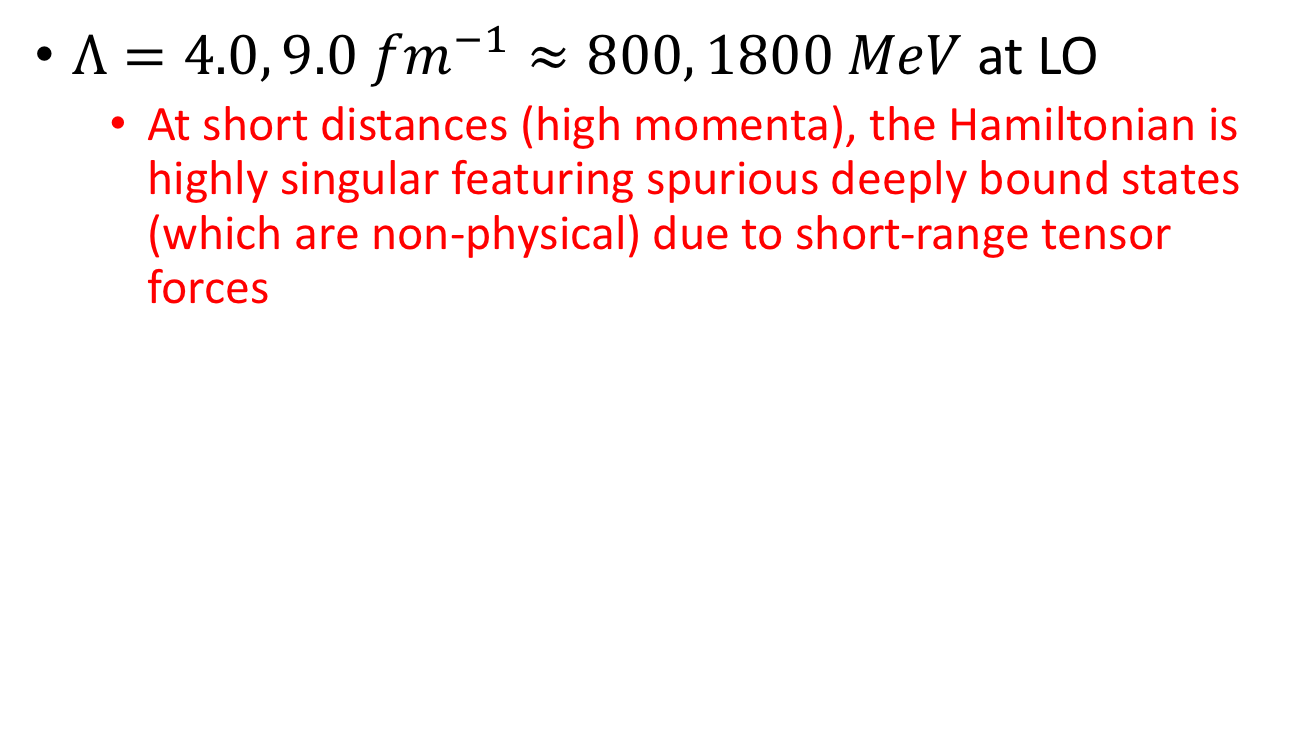 • Λ = 4.0, 9.0 fm⁻¹ ≈ 800, 1800 MeV at LO
• At short distances (high momenta), the Hamiltonian is
highly singular featuring spurious deeply bound states
(which are non-physical) due to short-range tensor
forces